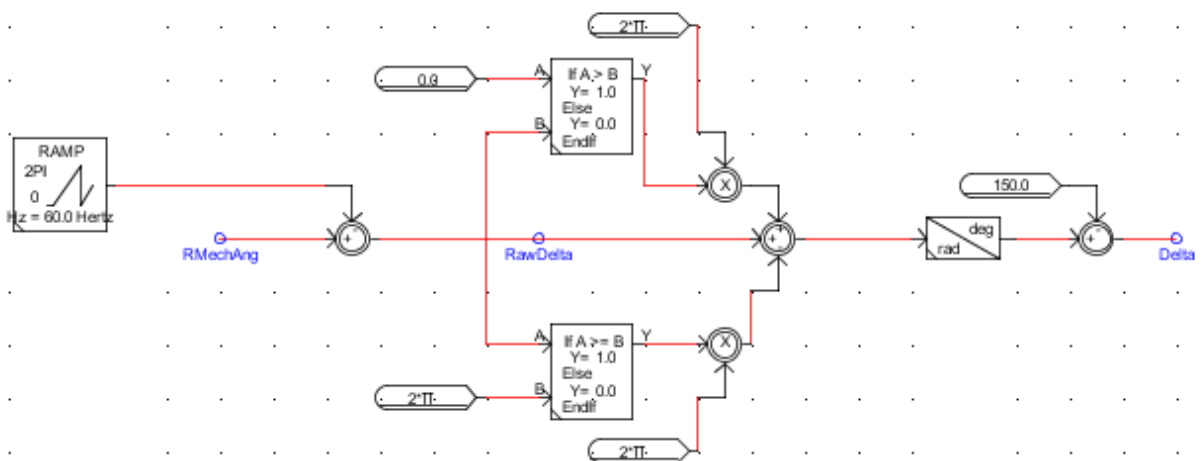 2*π
0.0
A
If A > B
Y
Y= 1.0
Else
Y= 0.0
B
EndIf
RAMP
2PI
0
Hz = 60.0 Hertz
X
150.0
+ -
+ +
-
deg
rad
+ -
RMechAng
RawDelta
Delta
A
If A >= B
Y
Y= 1.0
Else
Y= 0.0
B
EndIf
X
2*π
2*π